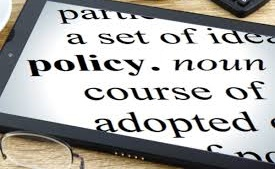 a set of idea
policy. noun
course of
adopted